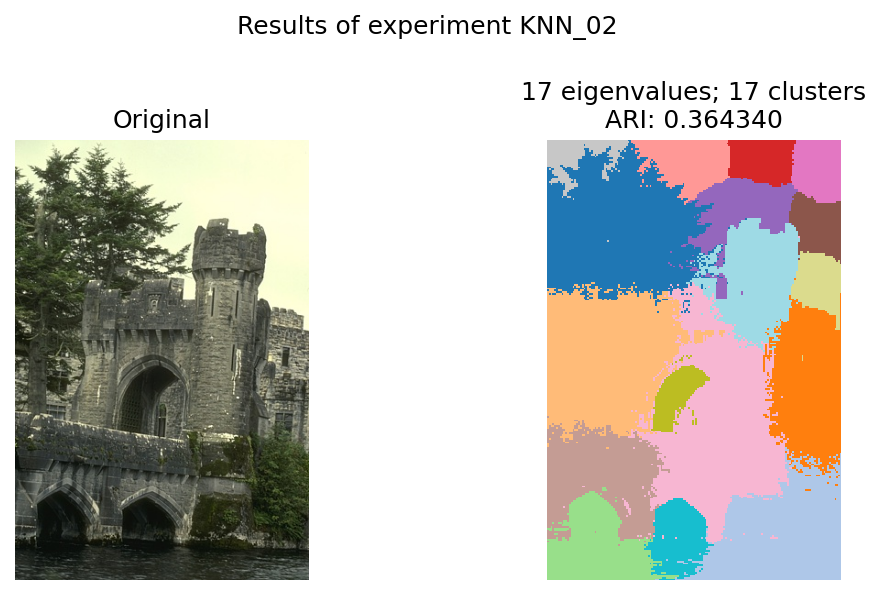 Results of experiment KNN_02
Original
17 eigenvalues; 17 clusters
ARI: 0.364340